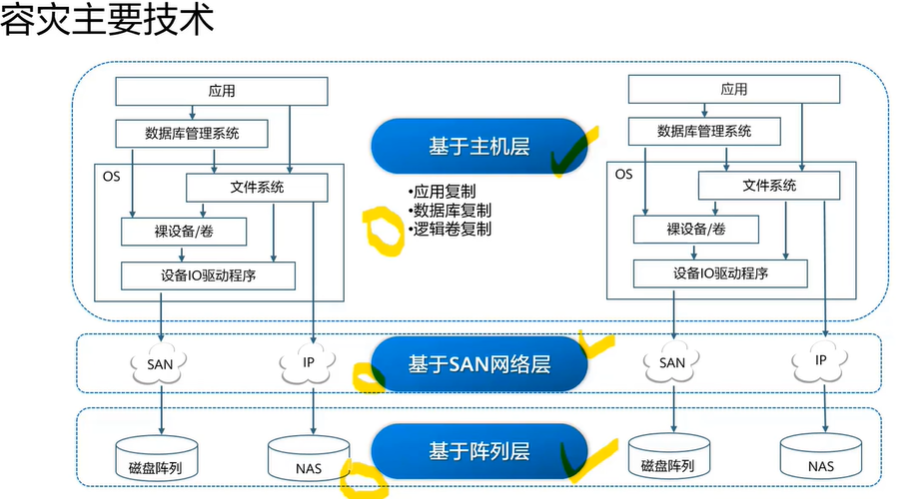 容灾主要技术
应用
数据库管理系统
OS
文件系统
裸设备/卷
设备IO驱动程序
基于主机层
•应用复制
•数据库复制
•逻辑卷复制
应用
数据库管理系统
OS
文件系统
裸设备/卷
设备IO驱动程序
SAN
IP
基于SAN网络层
SAN
IP
磁盘阵列
NAS
基于阵列层
磁盘阵列
NAS